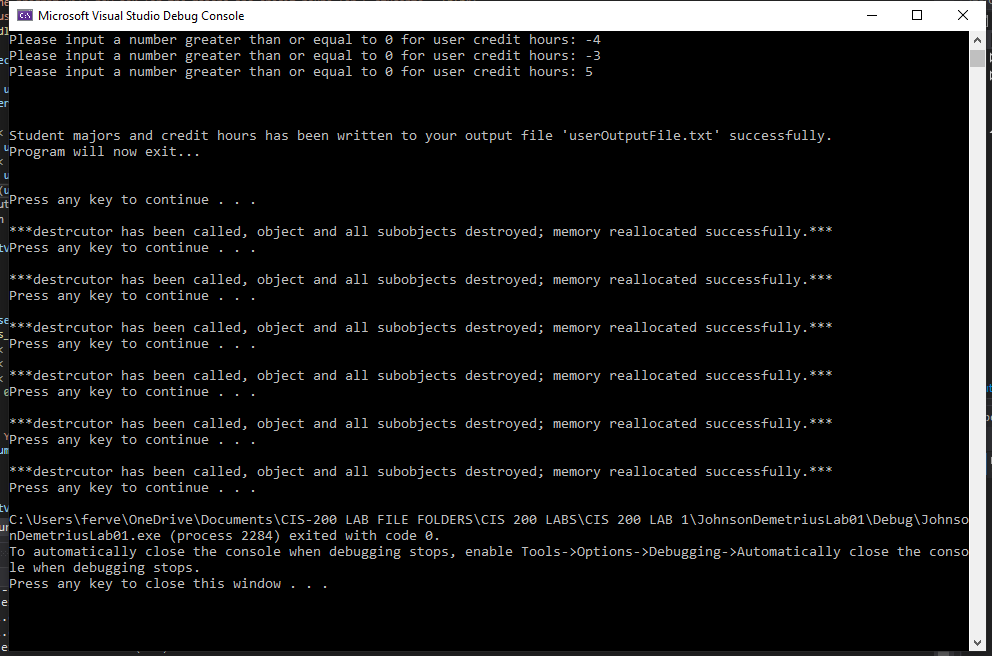 Microsoft Visual Studio Debug Console
Please input a number greater than or equal to 0 for user credit hours: -4
Please input a number greater than or equal to 0 for user credit hours: -3
Please input a number greater than or equal to 0 for user credit hours: 5
Student majors and credit hours has been written to your output file 'userOutputFile.txt' successfully.
Program will now exit...
Press any key to continue . . .
***destrcutor has been called, object and all subobjects destroyed; memory reallocated successfully.***
Press any key to continue . . .
***destrcutor has been called, object and all subobjects destroyed; memory reallocated successfully.***
Press any key to continue . . .
***destrcutor has been called, object and all subobjects destroyed; memory reallocated successfully.***
Press any key to continue . . .
***destrcutor has been called, object and all subobjects destroyed; memory reallocated successfully.***
Press any key to continue . . .
***destrcutor has been called, object and all subobjects destroyed; memory reallocated successfully.***
Press any key to continue . . .
***destrcutor has been called, object and all subobjects destroyed; memory reallocated successfully.***
Press any key to continue . . .
C:\Users\ferve\OneDrive\Documents\CIS-200 LAB FILE FOLDERS\CIS 200 LABS\CIS 200 LAB 1\JohnsonDemetriusLab01\Debug\Johnso
nDemetriusLab01.exe (process 2284) exited with code 0.
To automatically close the console when debugging stops, enable Tools->Options->Debugging->Automatically close the conso
le when debugging stops.
Press any key to close this window . . .